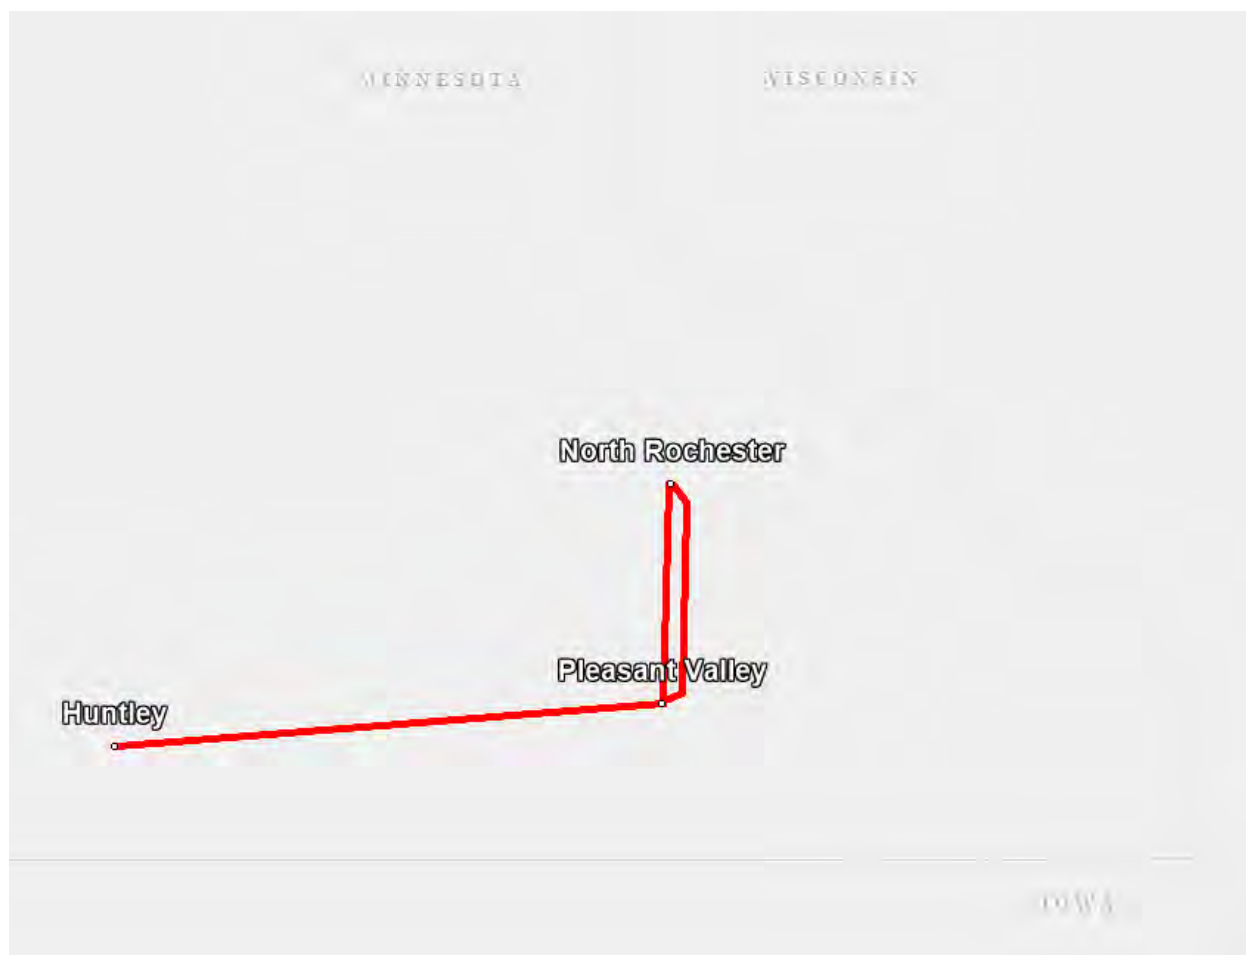 MINNESOTA
WISCONSIN
North Rochester
Pleasant Valley
Huntley
IOWA